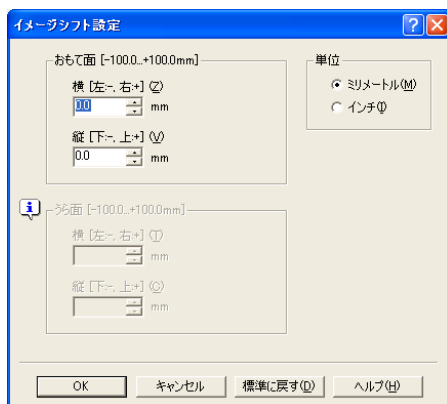 イメージシフト設定
おもて面 [-100.0...+100.0mm]
横 [左:-, 右:+] (Z)
0.0 mm
縦 [下:-, 上:+] (V)
0.0 mm
単位
ミリメートル(M)
インチ(I)
うら面 [-100.0...+100.0mm]
横 [左:-, 右:+] (T)
mm
縦 [下:-, 上:+] (C)
mm
OK キャンセル 標準に戻す(D) ヘルプ(H)